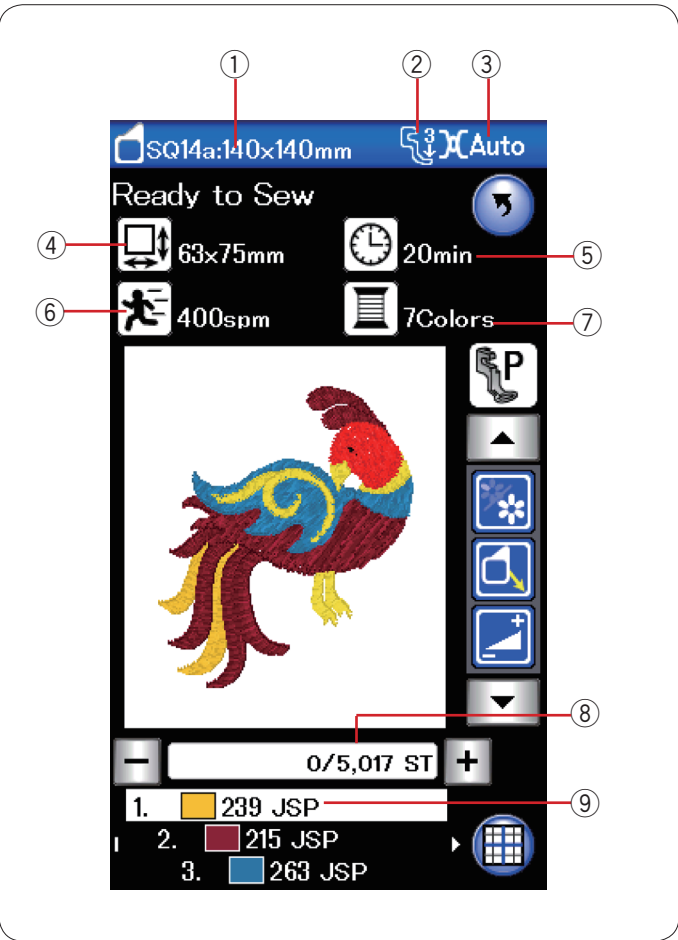 ① ② ③
SQ14a:140x140mm 3 Auto
Ready to Sew
④ 63x75mm 20min ⑤
⑥ 400spm 7Colors ⑦
P
⑧
− 0/5,017 ST +
1. 239 JSP ⑨
2. 215 JSP
3. 263 JSP